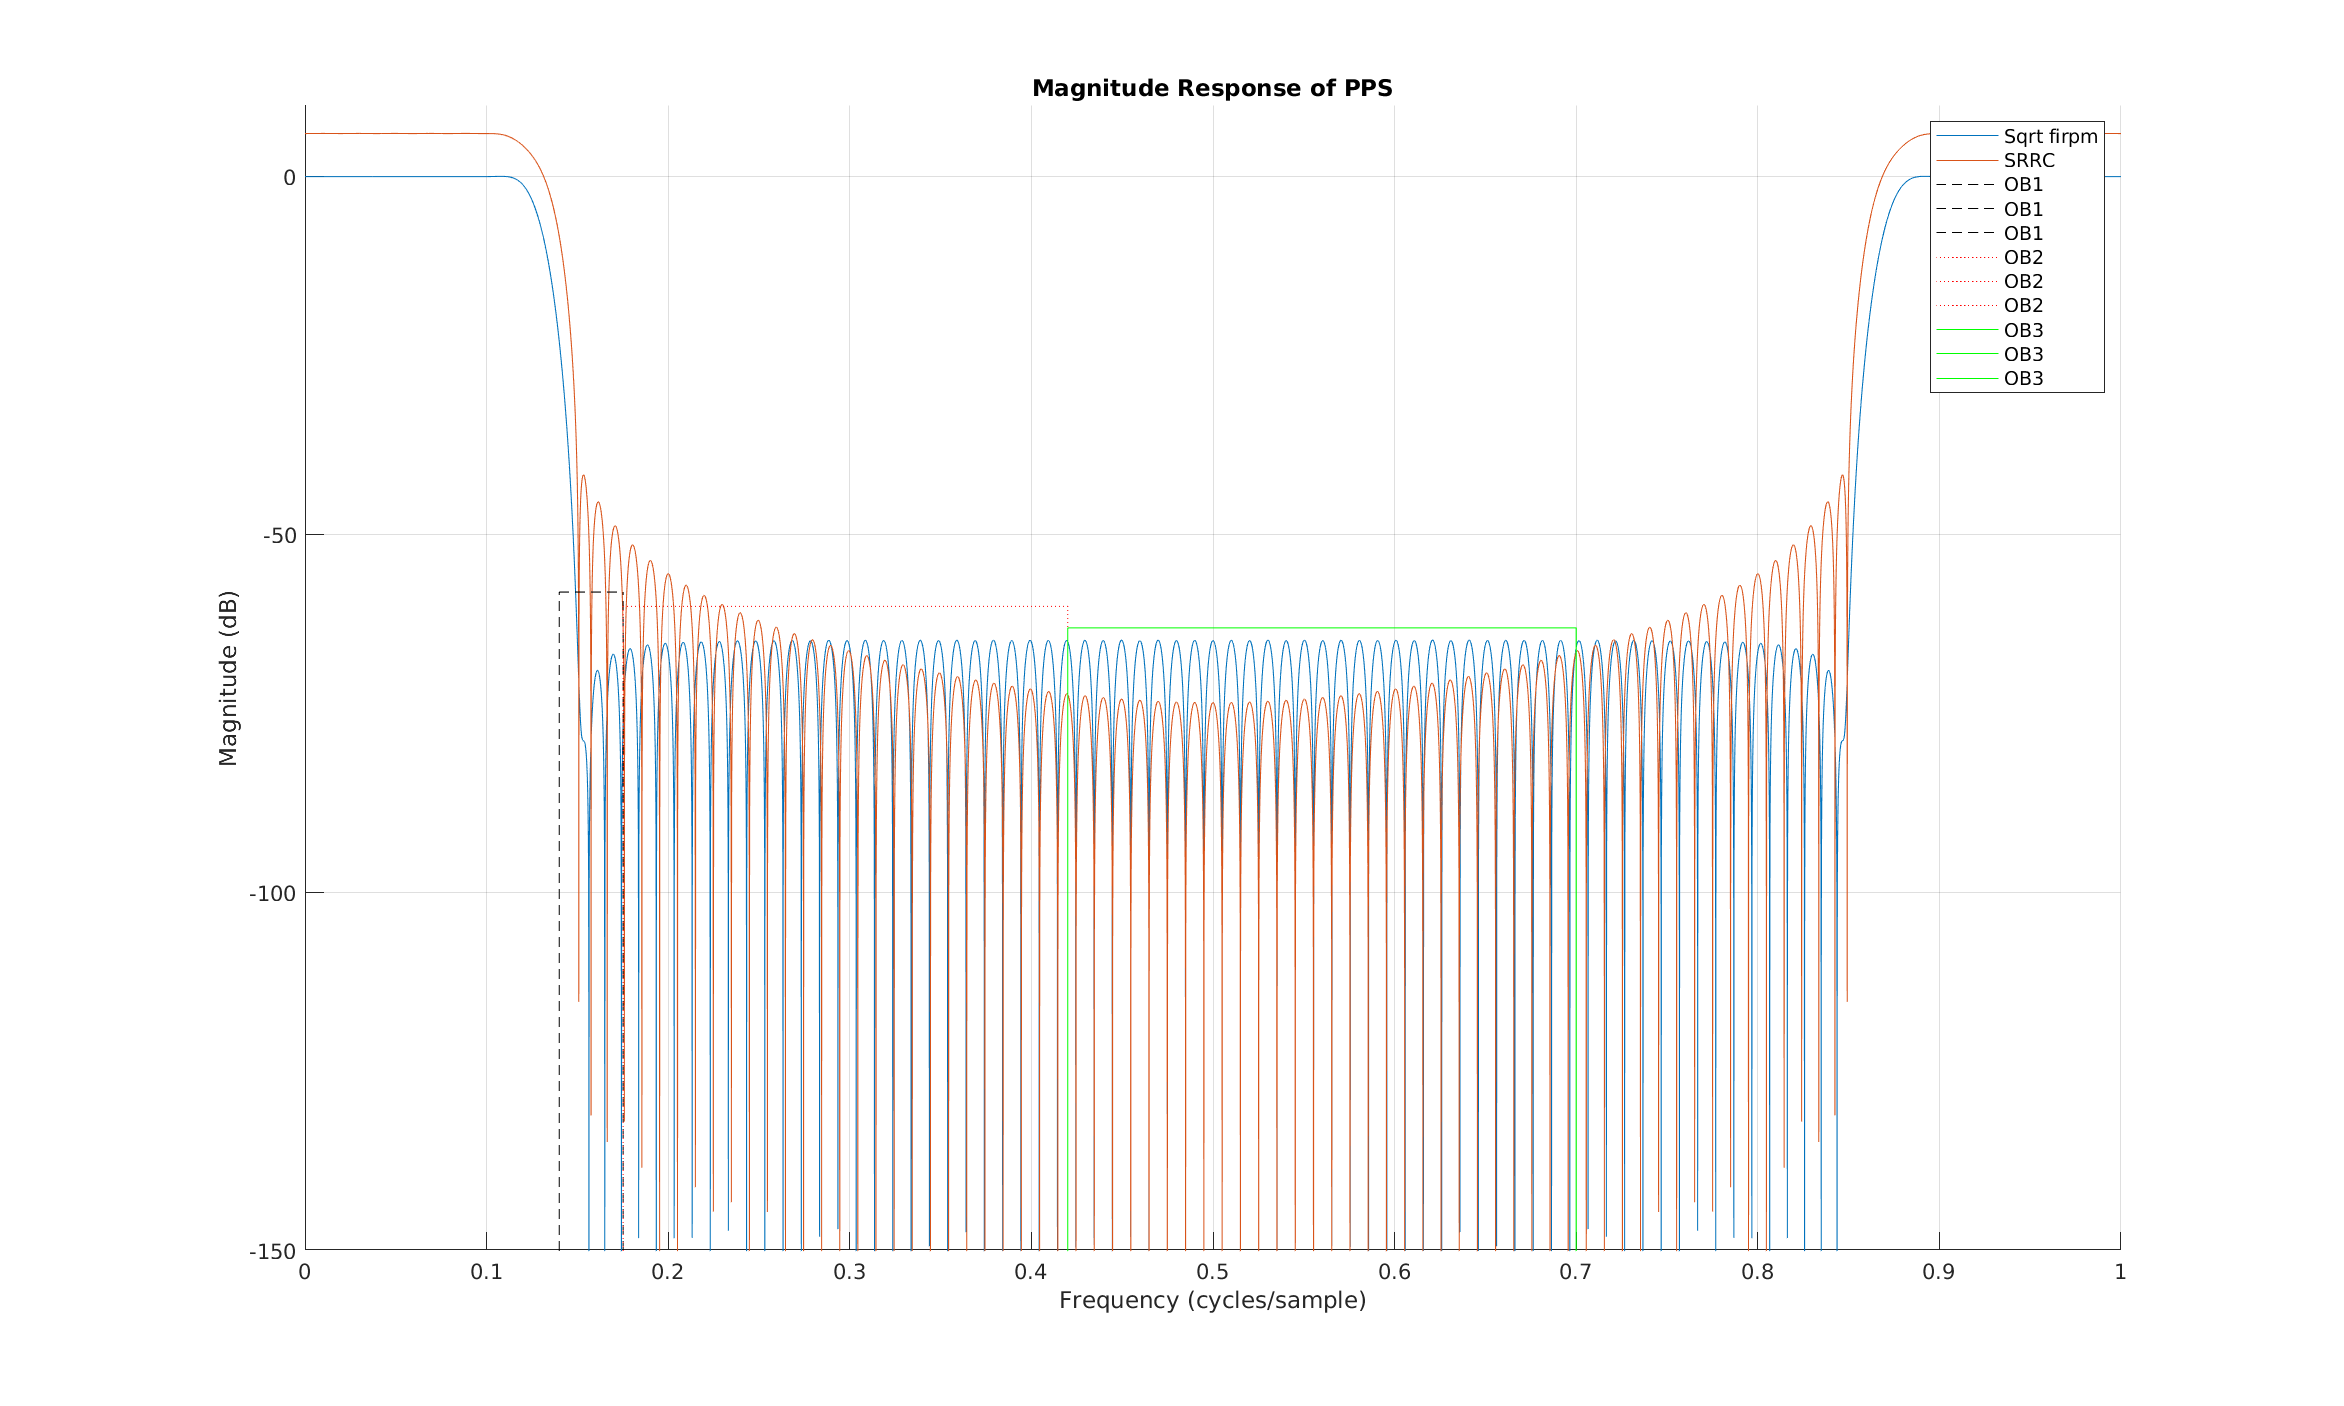 Magnitude Response of PPS
Sqrt firpm
SRRC
OB1
OB1
OB1
OB2
OB2
OB2
OB3
OB3
OB3
0
-50
-100
-150
Magnitude (dB)
0 0.1 0.2 0.3 0.4 0.5 0.6 0.7 0.8 0.9 1
Frequency (cycles/sample)